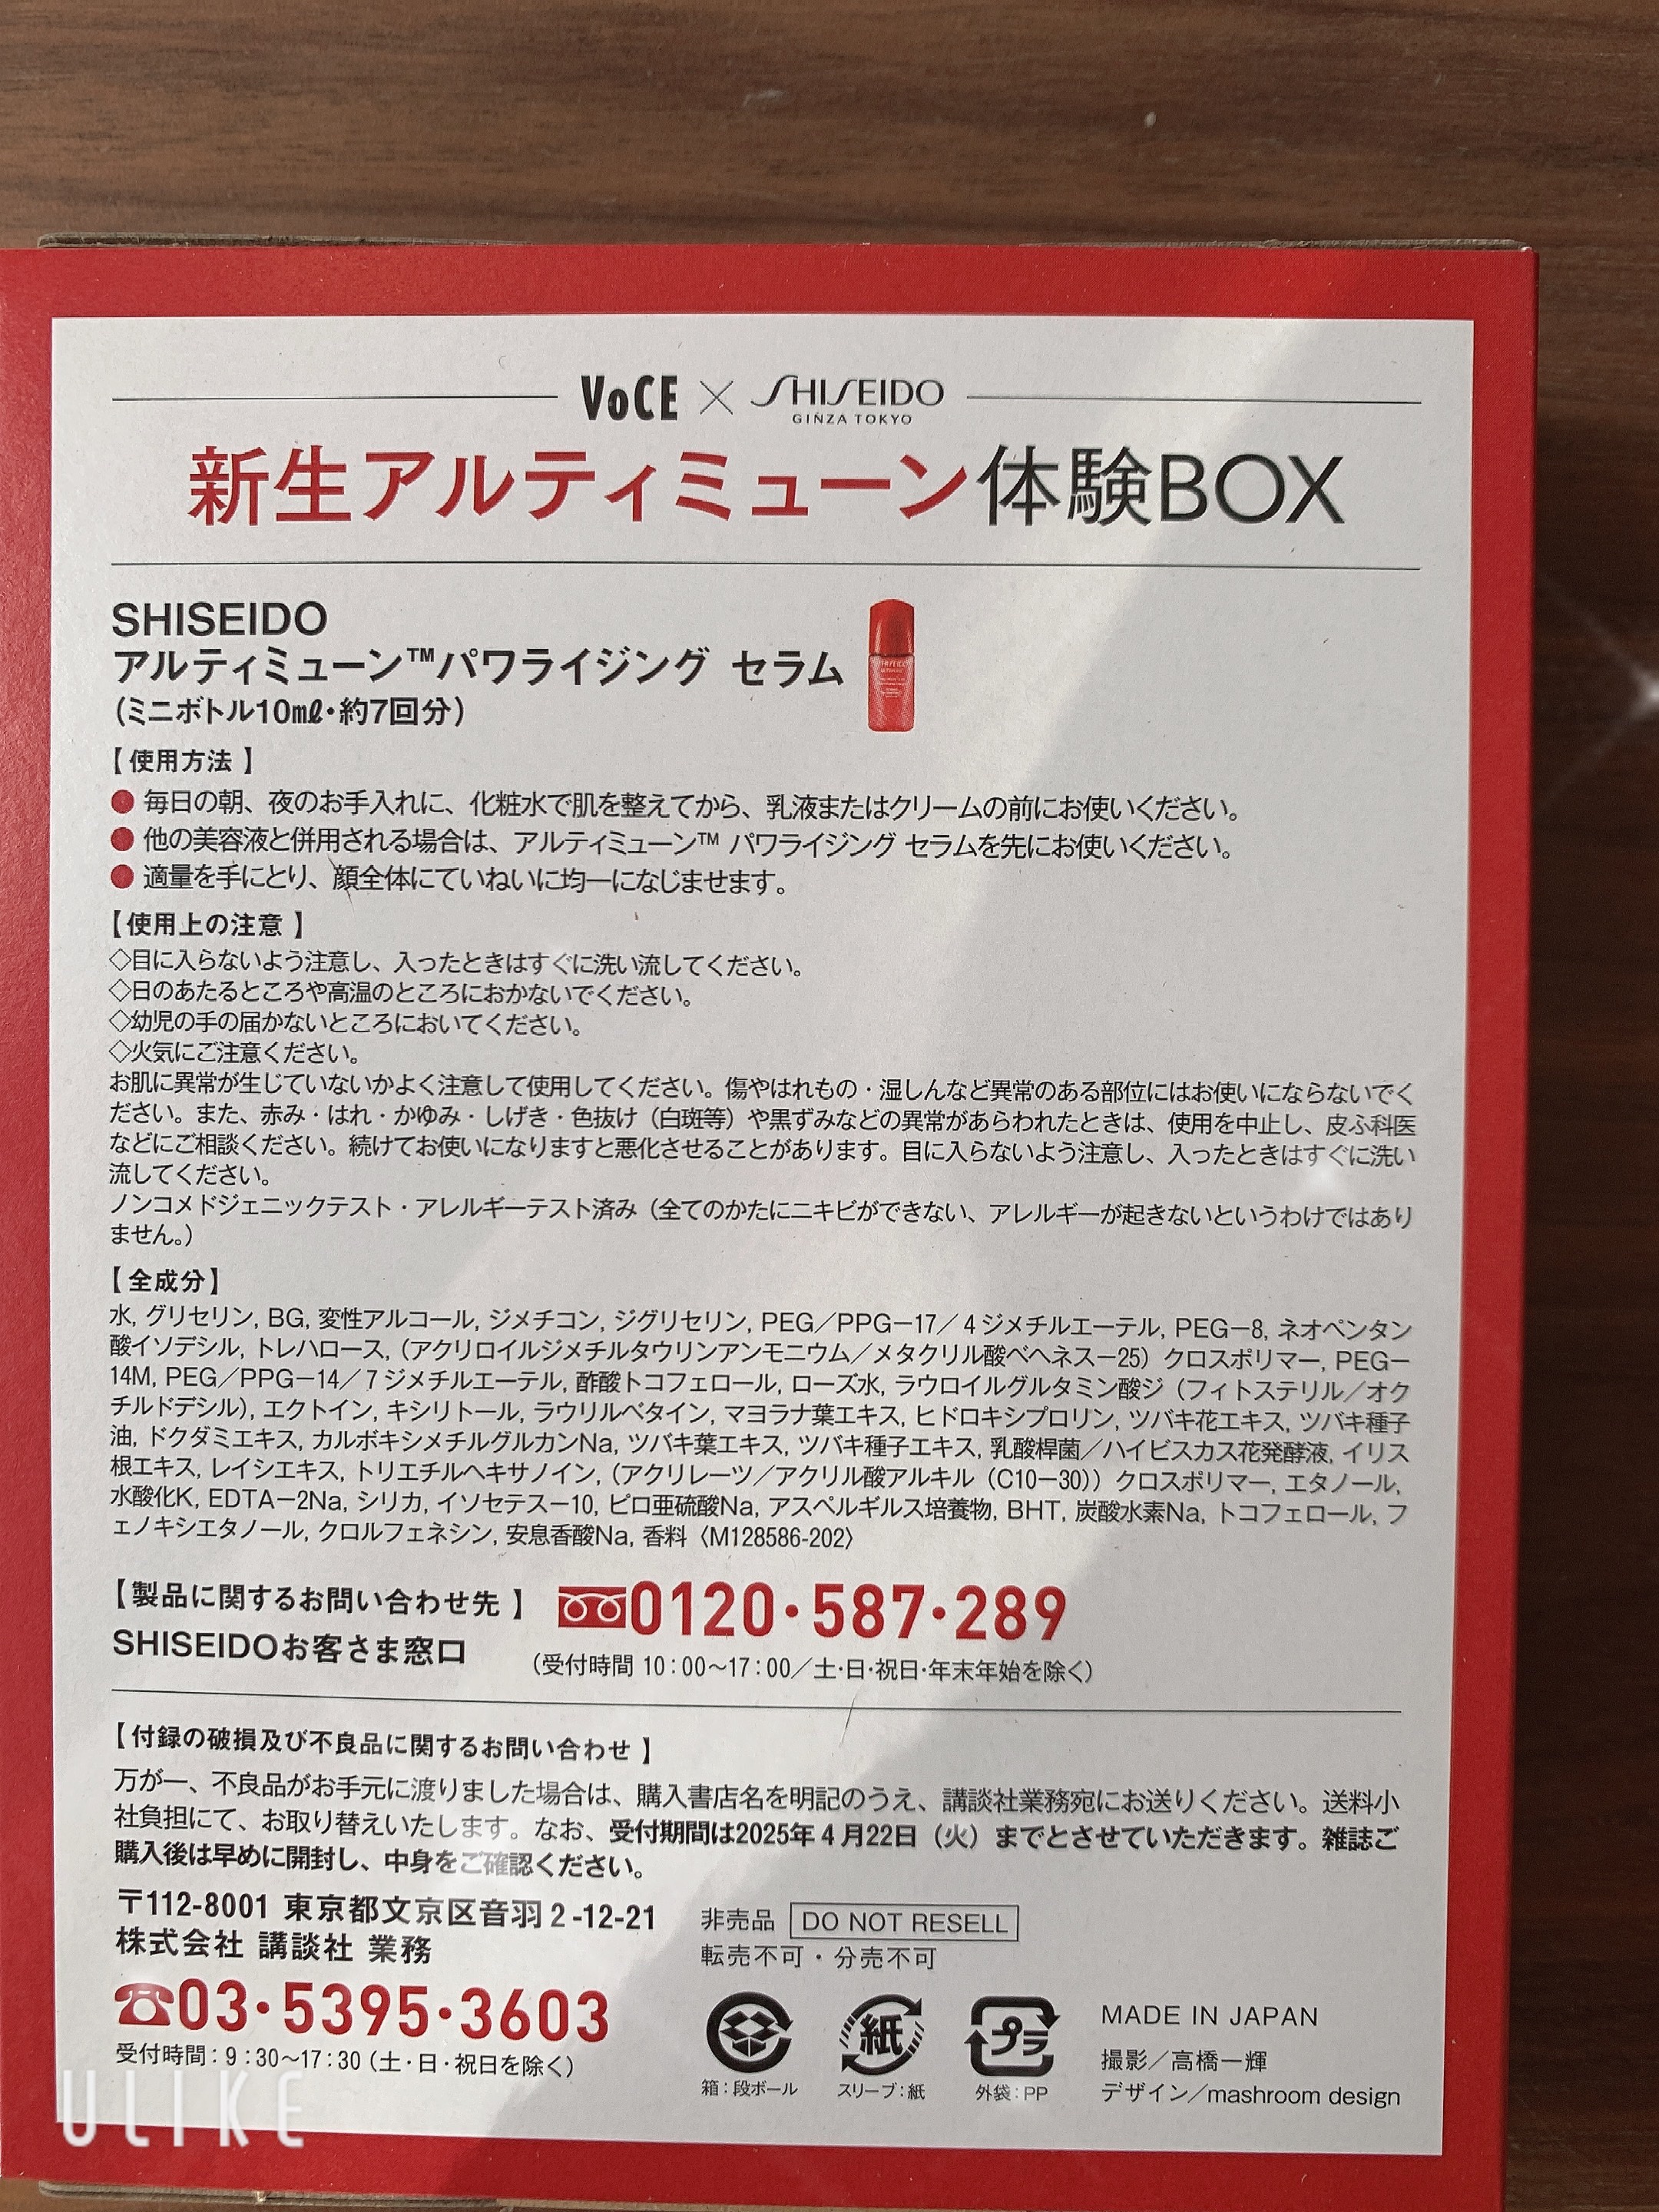 VoCE × SHISEIDO
GINZA TOKYO
新生アルティミューン体験BOX
SHISEIDO
アルティミューン™パワライジング セラム
(ミニボトル10mℓ・約7回分)
【使用方法】
● 毎日の朝、夜のお手入れに、化粧水で肌を整えてから、乳液またはクリームの前にお使いください。
● 他の美容液と併用される場合は、アルティミューン™ パワライジング セラムを先にお使いください。
● 適量を手にとり、顔全体にていねいに均一になじませます。
【使用上の注意】
◇目に入らないよう注意し、入ったときはすぐに洗い流してください。
◇日のあたるところや高温のところにおかないでください。
◇幼児の手の届かないところにおいてください。
◇火気にご注意ください。
お肌に異常が生じていないかよく注意して使用してください。傷やはれもの・湿しんなど異常のある部位にはお使いにならないでく
ださい。また、赤み・はれ・かゆみ・しげき・色抜け（白斑等）や黒ずみなどの異常があらわれたときは、使用を中止し、皮ふ科医
などにご相談ください。続けてお使いになりますと悪化させることがあります。目に入らないよう注意し、入ったときはすぐに洗い
流してください。
ノンコメドジェニックテスト・アレルギーテスト済み（全てのかたにニキビができない、アレルギーが起きないというわけではあり
ません。）
【全成分】
水, グリセリン, BG, 変性アルコール, ジメチコン, ジグリセリン, PEG／PPG－17／４ジメチルエーテル, PEG－8, ネオペンタン
酸イソデシル, トレハロース, (アクリロイルジメチルタウリンアンモニウム／メタクリル酸ベヘネス－25）クロスポリマー, PEG－
14M, PEG／PPG－14／７ジメチルエーテル, 酢酸トコフェロール, ローズ水, ラウロイルグルタミン酸ジ（フィトステリル／オク
チルドデシル), エクトイン, キシリトール, ラウリルベタイン, マヨラナ葉エキス, ヒドロキシプロリン, ツバキ花エキス, ツバキ種子
油, ドクダミエキス, カルボキシメチルグルカンNa, ツバキ葉エキス, ツバキ種子エキス, 乳酸桿菌／ハイビスカス花発酵液, イリス
根エキス, レイシエキス, トリエチルヘキサノイン, (アクリレーツ／アクリル酸アルキル（C10－30)）クロスポリマー, エタノール,
水酸化K, EDTA－2Na, シリカ, イソセテス－10, ピロ亜硫酸Na, アスペルギルス培養物, BHT, 炭酸水素Na, トコフェロール, フ
ェノキシエタノール, クロルフェネシン, 安息香酸Na, 香料〈M128586-202〉
【製品に関するお問い合わせ先】 0120・587・289
SHISEIDOお客さま窓口 （受付時間 10：00～17：00／土・日・祝日・年末年始を除く）
【付録の破損及び不良品に関するお問い合わせ】
万が一、不良品がお手元に渡りました場合は、購入書店名を明記のうえ、講談社業務宛にお送りください。送料小
社負担にて、お取り替えいたします。なお、受付期間は2025年４月22日（火）までとさせていただきます。雑誌ご
購入後は早めに開封し、中身をご確認ください。
〒112-8001 東京都文京区音羽２-12-21
株式会社 講談社 業務
☎03・5395・3603
受付時間：9：30～17：30（土・日・祝日を除く）
非売品 DO NOT RESELL
転売不可・分売不可
紙
プラ
箱：段ボール
スリーブ：紙
外袋：PP
MADE IN JAPAN
撮影／高橋一輝
デザイン／mashroom design
ULIKE